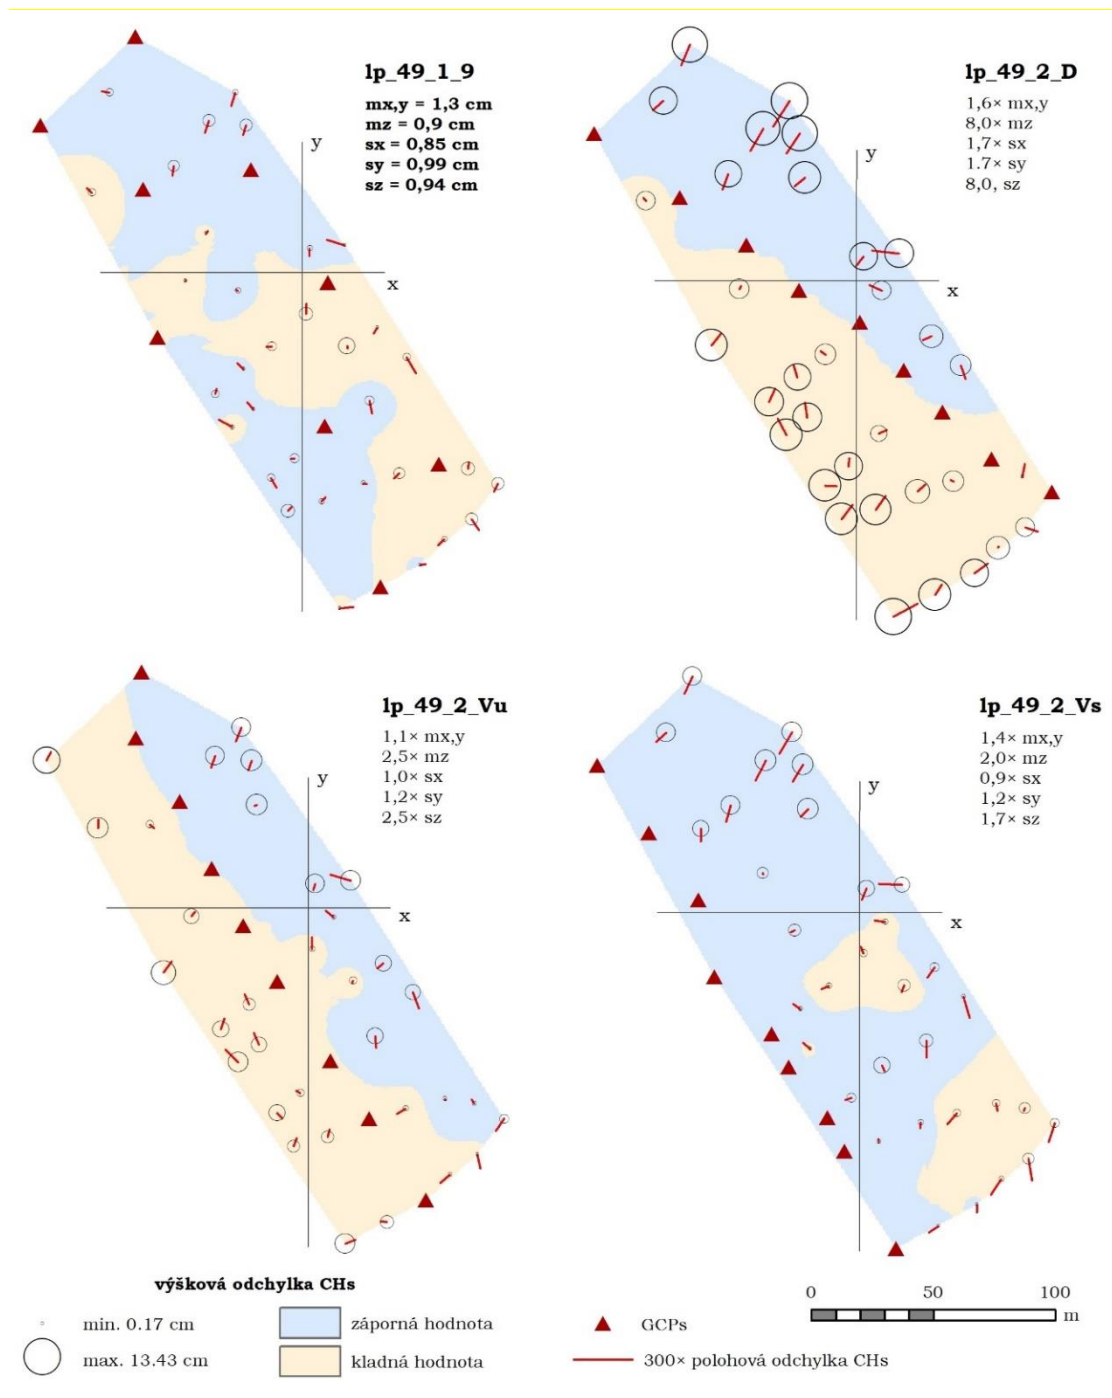 lp_49_1_9
mx,y = 1,3 cm
mz = 0,9 cm
sx = 0,85 cm
sy = 0,99 cm
sz = 0,94 cm
y
x
lp_49_2_D
1,6× mx,y
8,0× mz
1,7× sx
1.7× sy
8,0, sz
y
x
lp_49_2_Vu
1,1× mx,y
2,5× mz
1,0× sx
1,2× sy
2,5× sz
y
x
lp_49_2_Vs
1,4× mx,y
2,0× mz
0,9× sx
1,2× sy
1,7× sz
y
x
výšková odchylka CHs
min. 0.17 cm
max. 13.43 cm
záporná hodnota
kladná hodnota
GCPs
300× polohová odchylka CHs
0 50 100
m